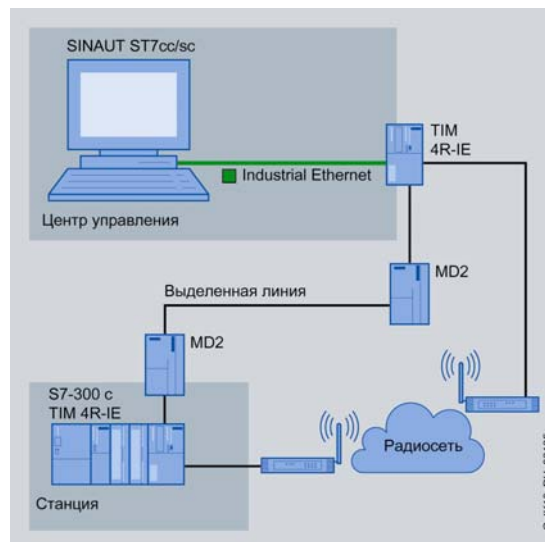 SINAUT ST7cc/sc
TIM
4R-IE
Industrial Ethernet
Центр управления
MD2
Выделенная линия
MD2
S7-300 с
TIM 4R-IE
Радиосеть
Станция